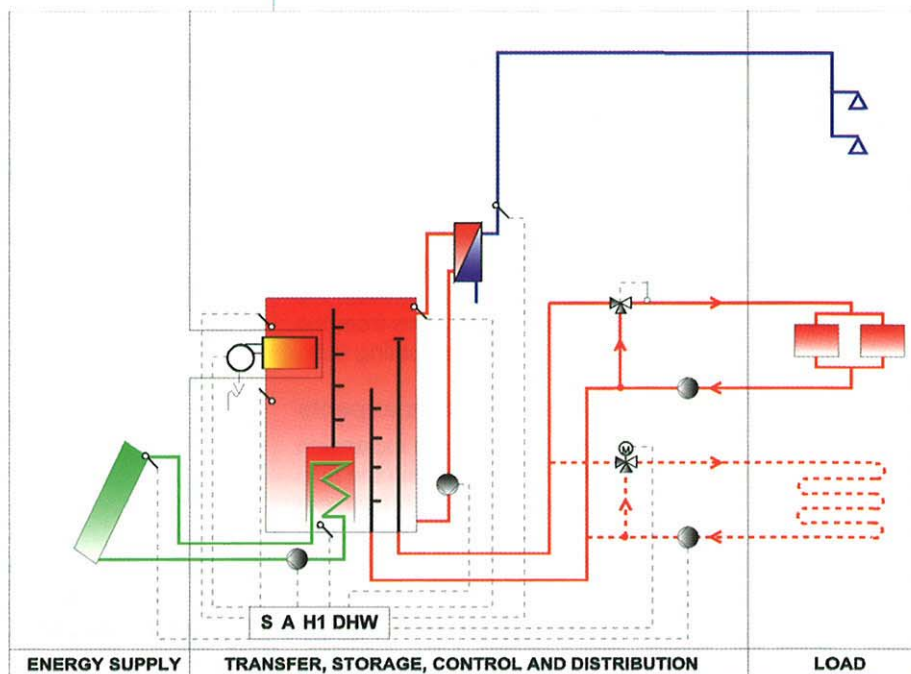 M
S A H1 DHW
ENERGY SUPPLY
TRANSFER, STORAGE, CONTROL AND DISTRIBUTION
LOAD